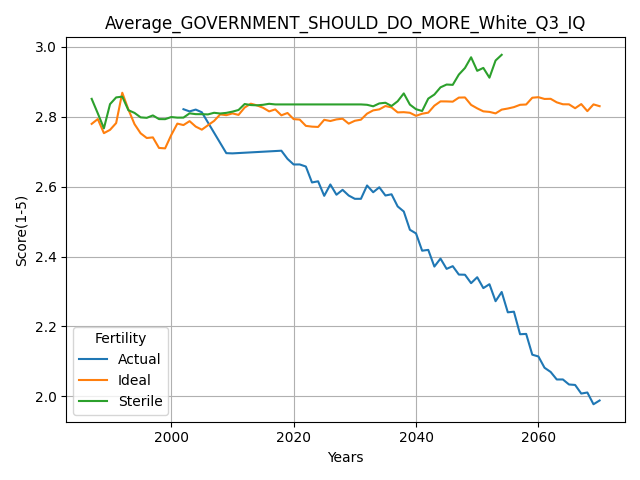 Average_GOVERNMENT_SHOULD_DO_MORE_White_Q3_IQ
3.0
2.8
2.6
2.4
2.2
2.0
Score(1-5)
Fertility
Actual
Ideal
Sterile
2000
2020
2040
2060
Years